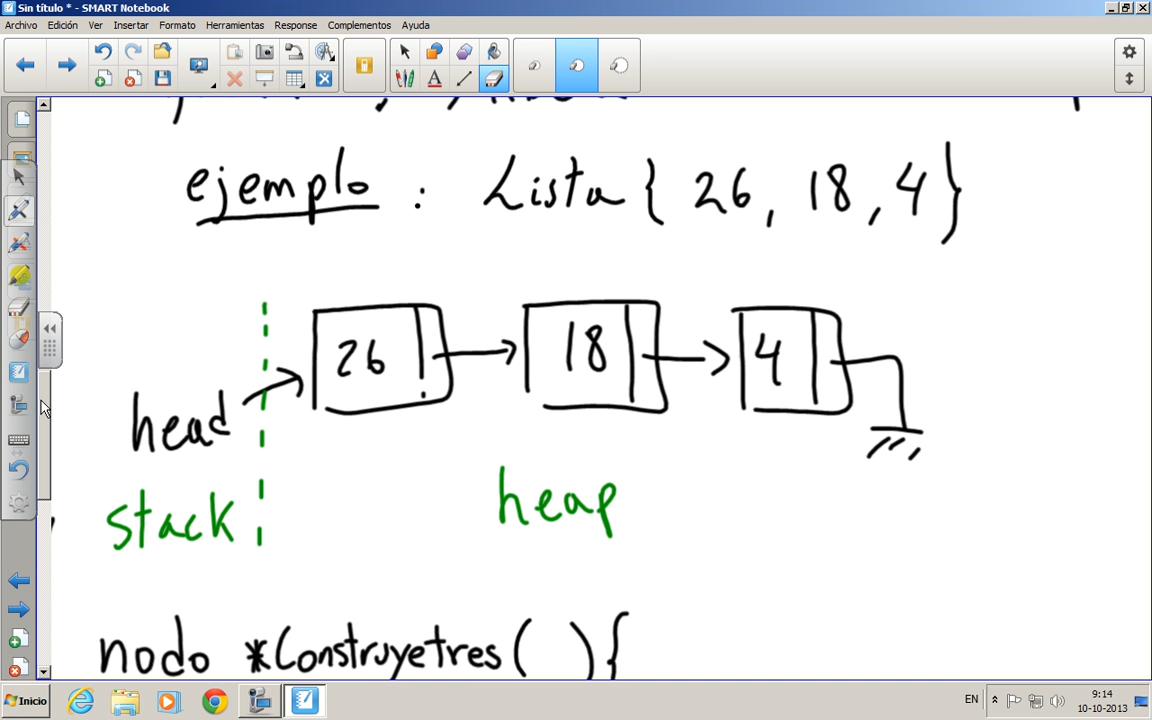 Sin título * - SMART Notebook
Archivo Edición Ver Insertar Formato Herramientas Response Complementos Ayuda
ejemplo : Lista { 26, 18, 4 }
26 18 4
head
stack heap
nodo *Construyetres ( ) {
Inicio EN 9:14
10-10-2013